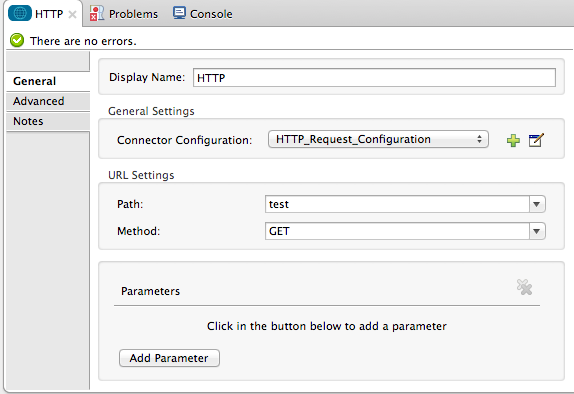 HTTP Problems Console
There are no errors.
General
Advanced
Notes
Display Name: HTTP
General Settings
Connector Configuration: HTTP_Request_Configuration
URL Settings
Path: test
Method: GET
Parameters
Click in the button below to add a parameter
Add Parameter